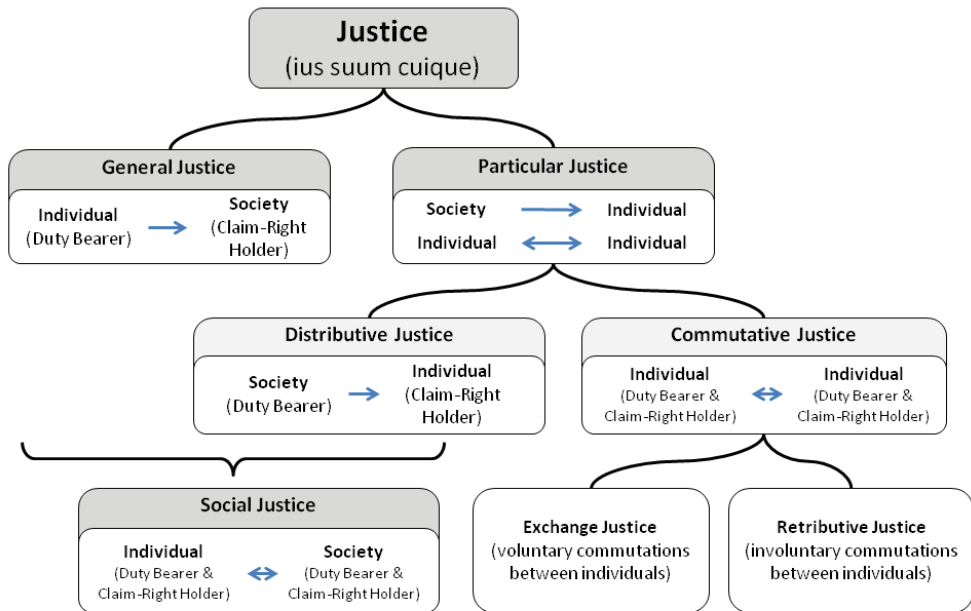 Justice
(ius suum cuique)
General Justice
Individual
(Duty Bearer)
Society
(Claim-Right
Holder)
Particular Justice
Society
Individual
Individual
Individual
Distributive Justice
Society
(Duty Bearer)
Individual
(Claim-Right
Holder)
Commutative Justice
Individual
(Duty Bearer &
Claim-Right Holder)
Individual
(Duty Bearer &
Claim-Right Holder)
Social Justice
Individual
(Duty Bearer &
Claim-Right Holder)
Society
(Duty Bearer &
Claim-Right Holder)
Exchange Justice
(voluntary commutations
between individuals)
Retributive Justice
(involuntary commutations
between individuals)